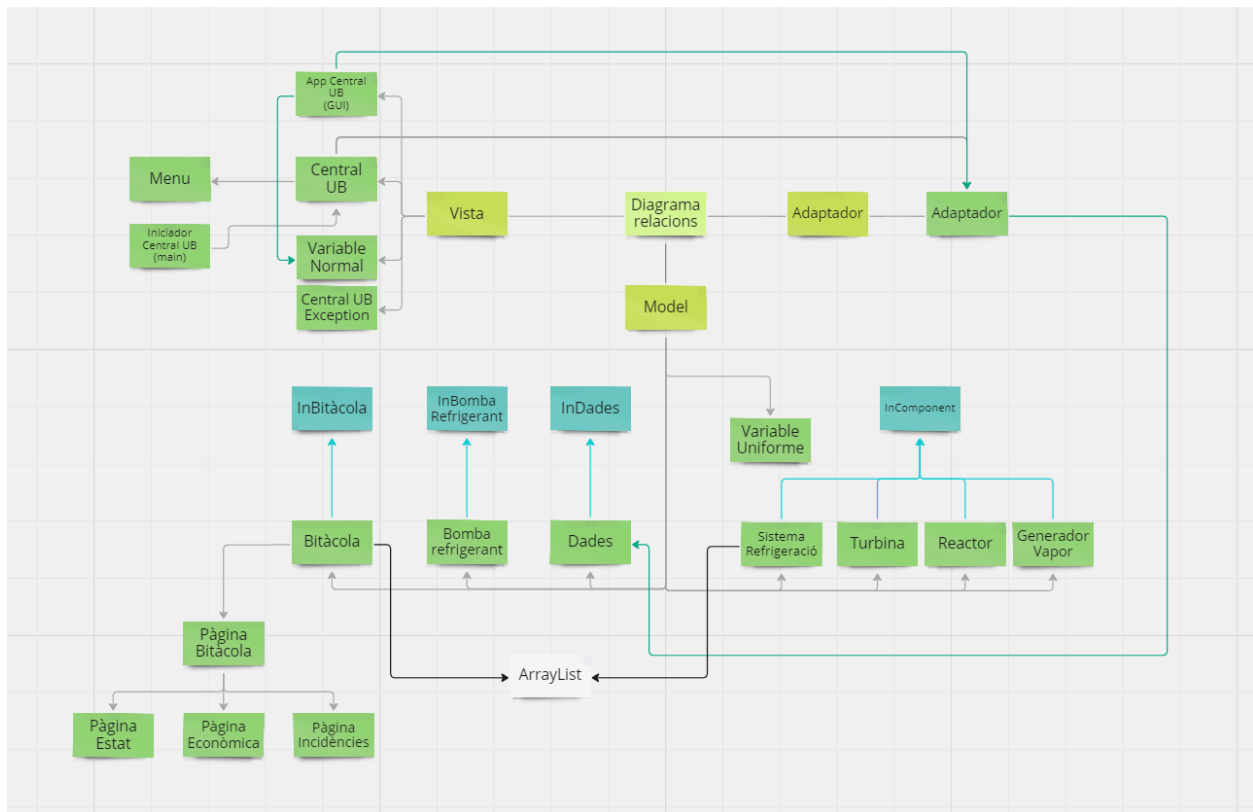 App Central
UB
(GUI)
Menu
Central
UB
Iniciador
Central UB
(main)
Variable
Normal
Central UB
Exception
Vista
Diagrama
relacions
Adaptador
Adaptador
Model
InBitàcola
InBomba
Refrigerant
InDades
Variable
Uniforme
InComponent
Bitàcola
Bomba
refrigerant
Dades
Sistema
Refrigeració
Turbina
Reactor
Generador
Vapor
Pàgina
Bitàcola
ArrayList
Pàgina
Estat
Pàgina
Econòmica
Pàgina
Incidències